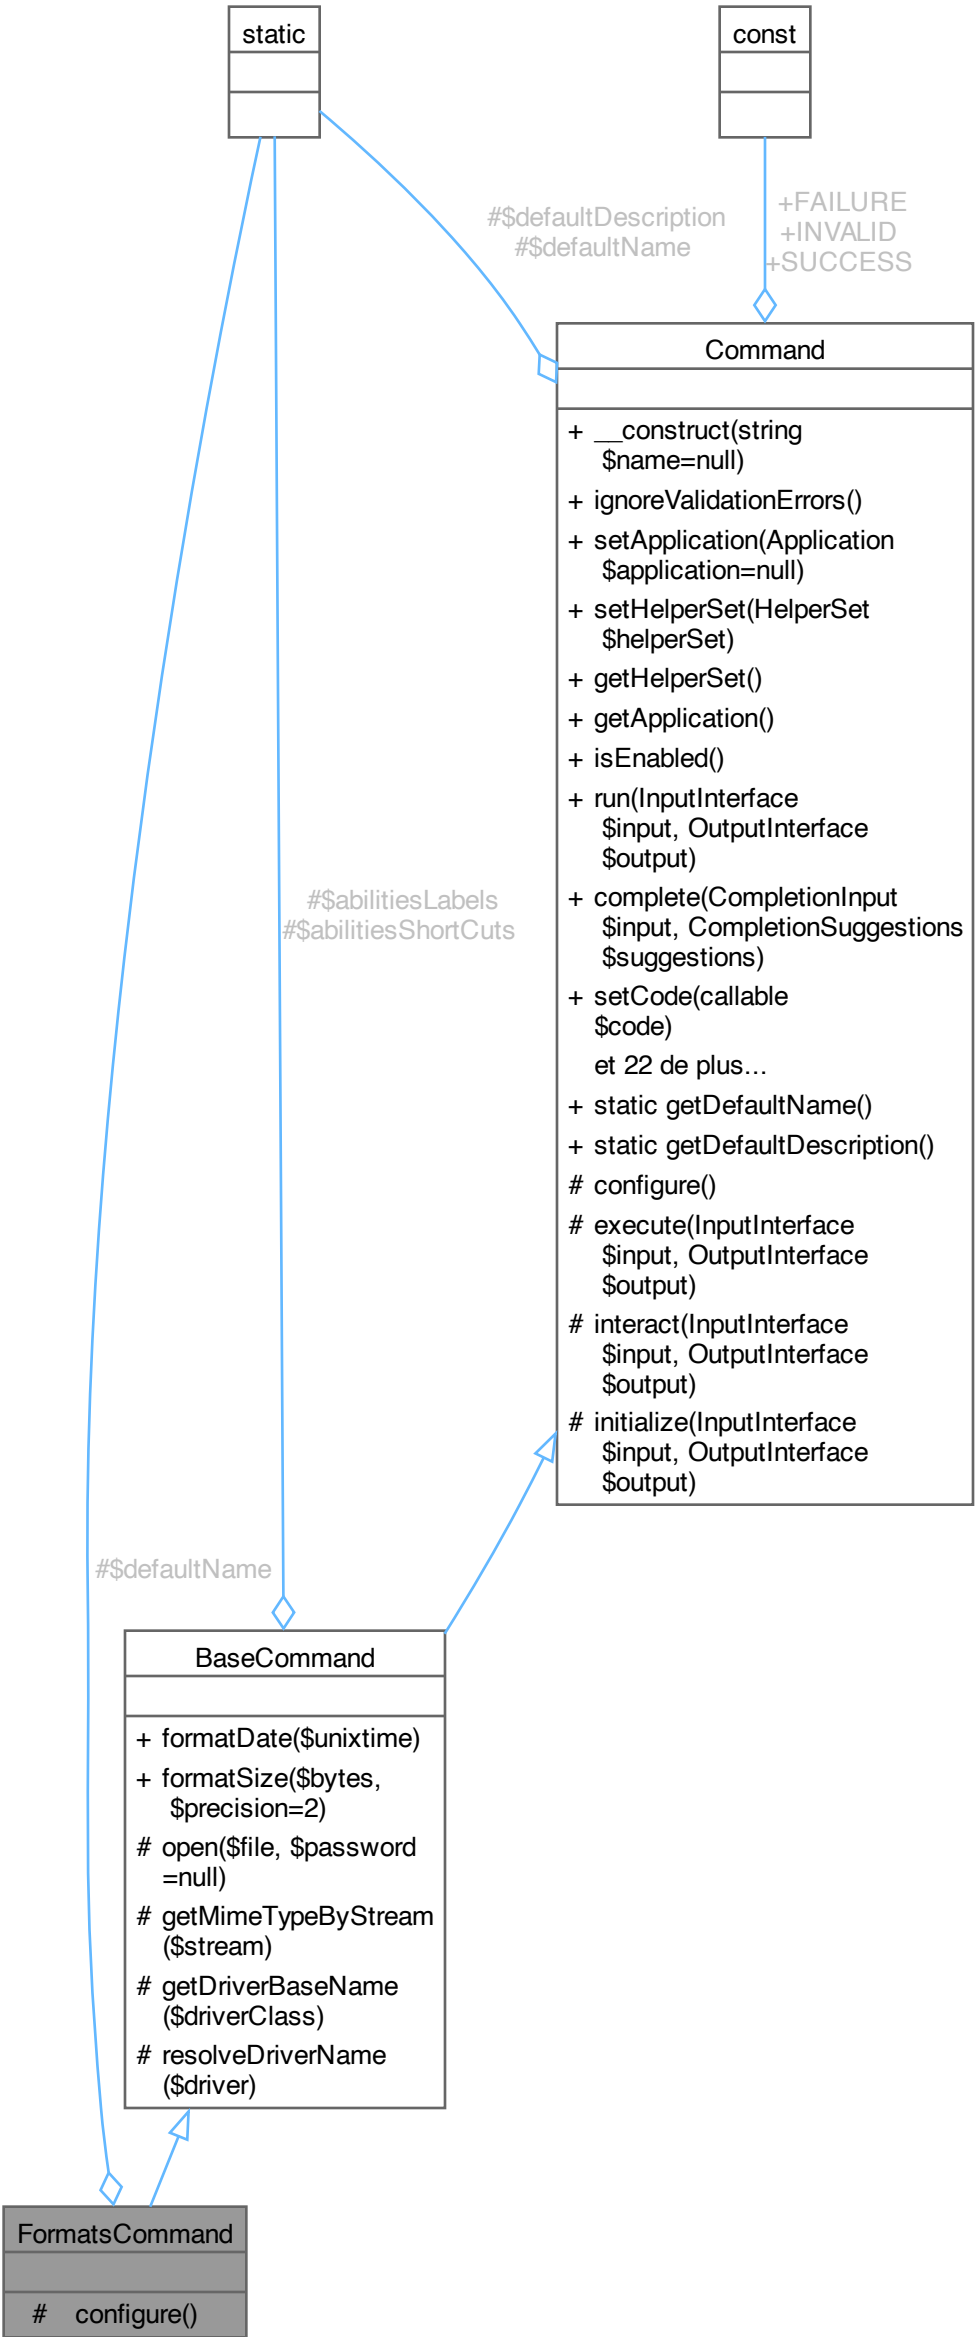 static
const
#$defaultDescription
#$defaultName
+FAILURE
+INVALID
+SUCCESS
Command
+ __construct(string
$name=null)
+ ignoreValidationErrors()
+ setApplication(Application
$application=null)
+ setHelperSet(HelperSet
$helperSet)
+ getHelperSet()
+ getApplication()
+ isEnabled()
+ run(InputInterface
$input, OutputInterface
$output)
+ complete(CompletionInput
$input, CompletionSuggestions
$suggestions)
+ setCode(callable
$code)
et 22 de plus...
+ static getDefaultName()
+ static getDefaultDescription()
# configure()
# execute(InputInterface
$input, OutputInterface
$output)
# interact(InputInterface
$input, OutputInterface
$output)
# initialize(InputInterface
$input, OutputInterface
$output)
#$abilitiesLabels
#$abilitiesShortCuts
#$defaultName
BaseCommand
+ formatDate($unixtime)
+ formatSize($bytes,
$precision=2)
# open($file, $password
=null)
# getMimeTypeByStream
($stream)
# getDriverBaseName
($driverClass)
# resolveDriverName
($driver)
FormatsCommand
# configure()